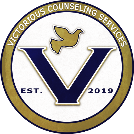 VICTORIOUS COUNSELING SERVICES
EST. 2019
V